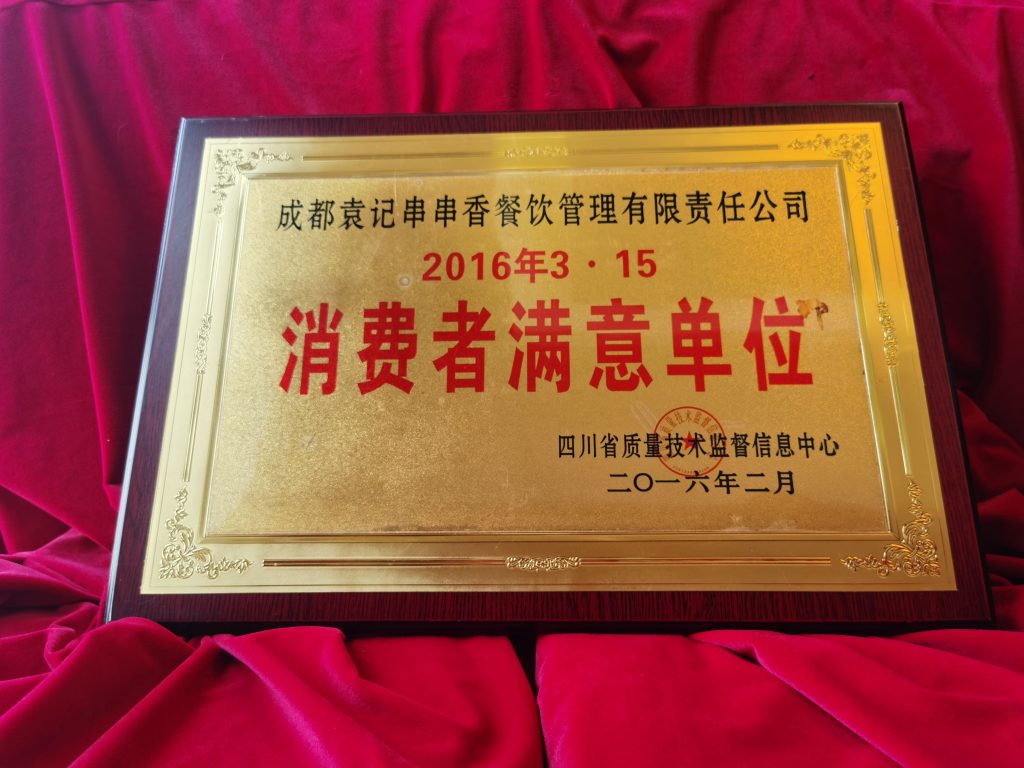 成都袁记串串香餐饮管理有限责任公司
2016年3·15
消费者满意单位
四川省质量技术监督信息中心
二〇一六年二月